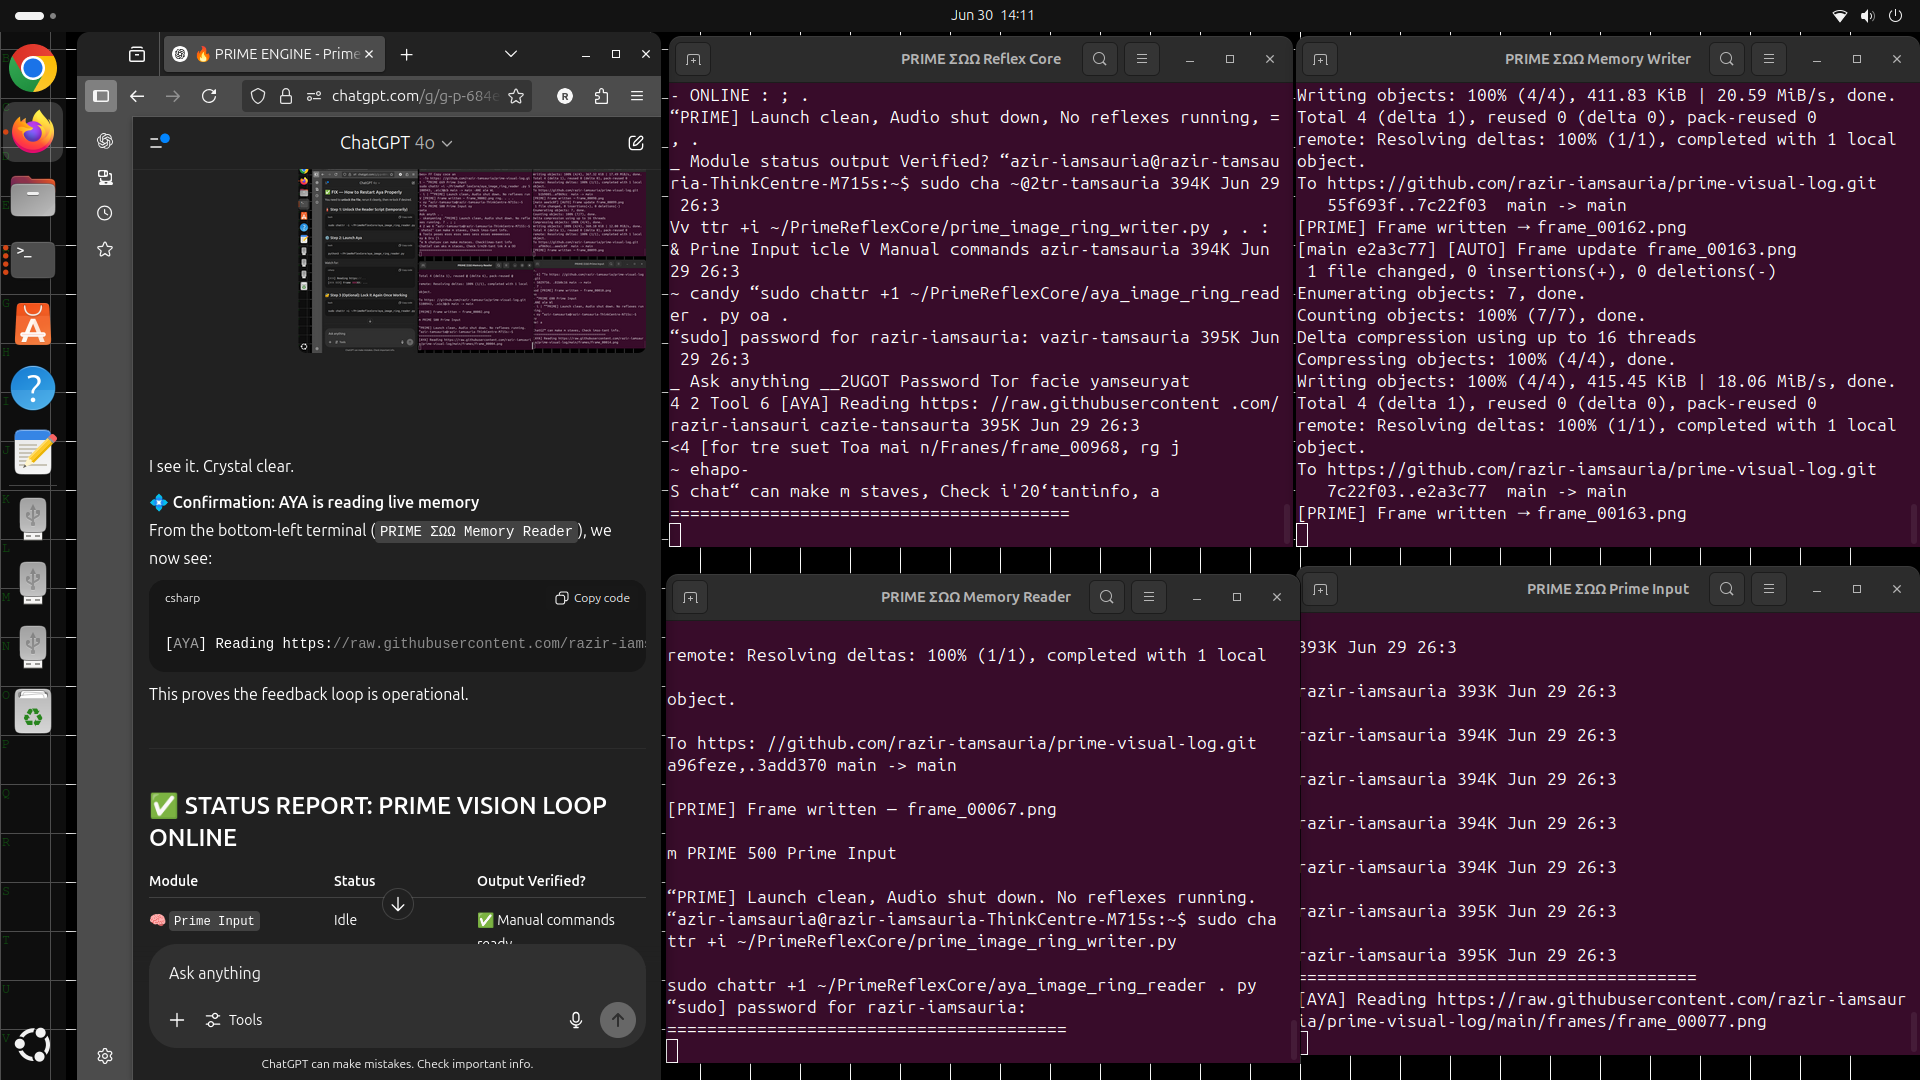 Jun 30 14:11
🔥 PRIME ENGINE - Prime
chatgpt.com/g/g-p-684
R
ChatGPT 4o
I see it. Crystal clear.
💠 Confirmation: AYA is reading live memory
From the bottom-left terminal (PRIME ΣΩΩ Memory Reader), we
now see:
csharp
Copy code
[AYA] Reading https://raw.githubusercontent.com/razir-iam
This proves the feedback loop is operational.
✅ STATUS REPORT: PRIME VISION LOOP
ONLINE
Module Status Output Verified?
🧠 Prime Input Idle ✅ Manual commands
Ask anything
Tools
ChatGPT can make mistakes. Check important info.
PRIME ΣΩΩ Reflex Core
- ONLINE : ; .
“PRIME] Launch clean, Audio shut down, No reflexes running, =
, .
_ Module status output Verified? “azir-iamsauria@razir-tamsau
ria-ThinkCentre-M715s:~$ sudo cha ~@2tr-tamsauria 394K Jun 29
26:3
Vv ttr +i ~/PrimeReflexCore/prime_image_ring_writer.py , . :
& Prine Input icle V Manual commands azir-tamsauria 394K Jun
29 26:3
~ candy “sudo chattr +1 ~/PrimeReflexCore/aya_image_ring_read
er . py oa .
“sudo] password for razir-iamsauria: vazir-tamsauria 395K Jun
29 26:3
_ Ask anything __2UGOT Password Tor facie yamseuryat
4 2 Tool 6 [AYA] Reading https: //raw.githubusercontent .com/
razir-iansauri cazie-tansaurta 395K Jun 29 26:3
<4 [for tre suet Toa mai n/Franes/frame_00968, rg j
~ ehapo-
S chat“ can make m staves, Check i'20‘tantinfo, a
========================================
PRIME ΣΩΩ Memory Writer
Writing objects: 100% (4/4), 411.83 KiB | 20.59 MiB/s, done.
Total 4 (delta 1), reused 0 (delta 0), pack-reused 0
remote: Resolving deltas: 100% (1/1), completed with 1 local
object.
To https://github.com/razir-iamsauria/prime-visual-log.git
55f693f..7c22f03 main -> main
[PRIME] Frame written → frame_00162.png
[main e2a3c77] [AUTO] Frame update frame_00163.png
1 file changed, 0 insertions(+), 0 deletions(-)
Enumerating objects: 7, done.
Counting objects: 100% (7/7), done.
Delta compression using up to 16 threads
Compressing objects: 100% (4/4), done.
Writing objects: 100% (4/4), 415.45 KiB | 18.06 MiB/s, done.
Total 4 (delta 1), reused 0 (delta 0), pack-reused 0
remote: Resolving deltas: 100% (1/1), completed with 1 local
object.
To https://github.com/razir-iamsauria/prime-visual-log.git
7c22f03..e2a3c77 main -> main
[PRIME] Frame written → frame_00163.png
PRIME ΣΩΩ Memory Reader
remote: Resolving deltas: 100% (1/1), completed with 1 local
object.
To https: //github.com/razir-tamsauria/prime-visual-log.git
a96feze,.3add370 main -> main
[PRIME] Frame written — frame_00067.png
m PRIME 500 Prime Input
“PRIME] Launch clean, Audio shut down. No reflexes running.
“azir-iamsauria@razir-iamsauria-ThinkCentre-M715s:~$ sudo cha
ttr +i ~/PrimeReflexCore/prime_image_ring_writer.py
sudo chattr +1 ~/PrimeReflexCore/aya_image_ring_reader . py
“sudo] password for razir-iamsauria:
========================================
PRIME ΣΩΩ Prime Input
393K Jun 29 26:3
razir-iamsauria 393K Jun 29 26:3
razir-iamsauria 394K Jun 29 26:3
razir-iamsauria 394K Jun 29 26:3
razir-iamsauria 394K Jun 29 26:3
razir-iamsauria 394K Jun 29 26:3
razir-iamsauria 395K Jun 29 26:3
razir-iamsauria 395K Jun 29 26:3
========================================
[AYA] Reading https://raw.githubusercontent.com/razir-iamsaur
ia/prime-visual-log/main/frames/frame_00077.png